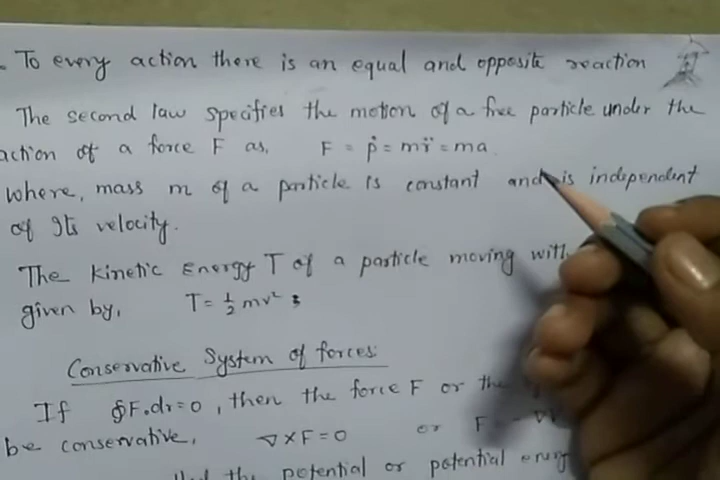 . To every action there is an equal and opposite reaction
The second law specifies the motion of a free particle under the
action of a force F as, F = ṗ = mr̈ = ma.
where, mass m of a particle is constant and is independent
of Its velocity.
The kinetic energy T of a particle moving with
given by, T = ½ mv² ;
Conservative System of forces:
If ∮F.dr=0, then the force F or the
be conservative, ∇×F=0 or F
the potential or potential energy